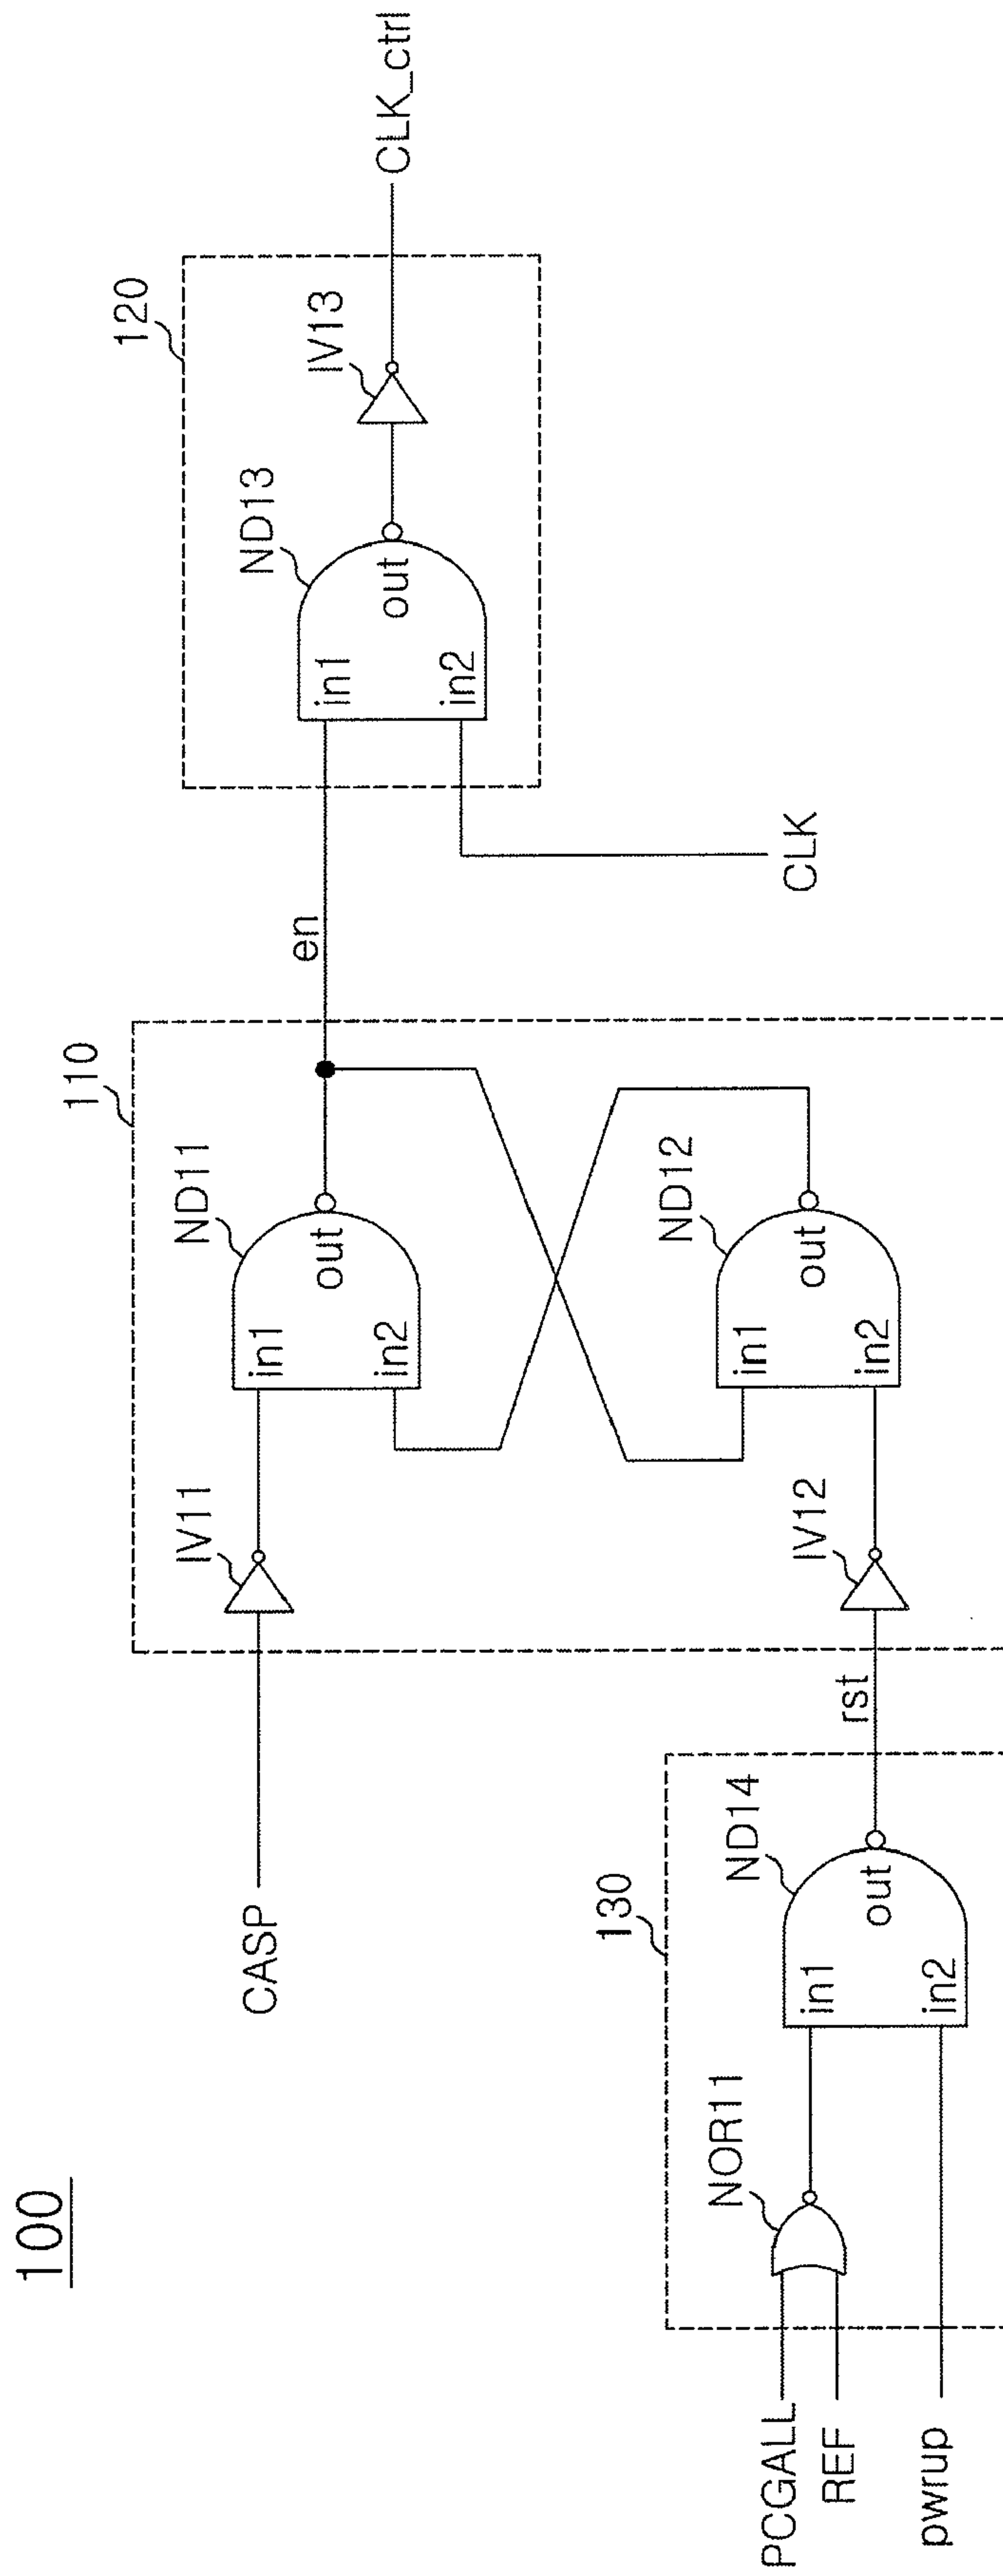 100
110
120
130
CASP
IV11
in1
in2
out
ND11
en
in1
in2
out
ND13
IV13
CLK_ctrl
CLK
PCGALL
REF
pwrup
NOR11
in1
in2
out
ND14
rst
IV12
in1
in2
out
ND12